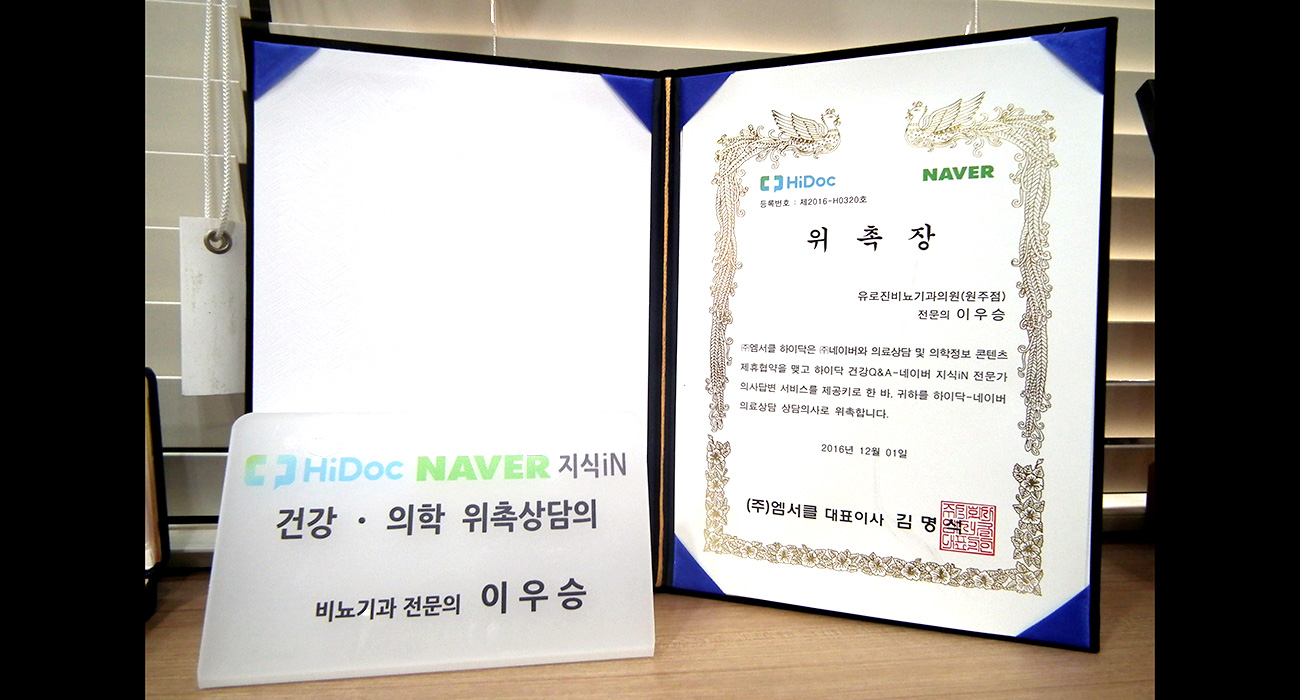 HiDoc NAVER
등록번호 : 제2016-H0320호
위 촉 장
유로진비뇨기과의원(원주점)
전문의 이우승
㈜엠서클 하이닥은 ㈜네이버와 의료상담 및 의학정보 콘텐츠
제휴협약을 맺고 하이닥 건강Q&A-네이버 지식iN 전문가
의사답변 서비스를 제공키로 한 바, 귀하를 하이닥-네이버
의료상담 상담의사로 위촉합니다.
2016년 12월 01일
(주)엠서클 대표이사 김 명 석
HiDoc NAVER 지식iN
건강 · 의학 위촉상담의
비뇨기과 전문의 이 우 승